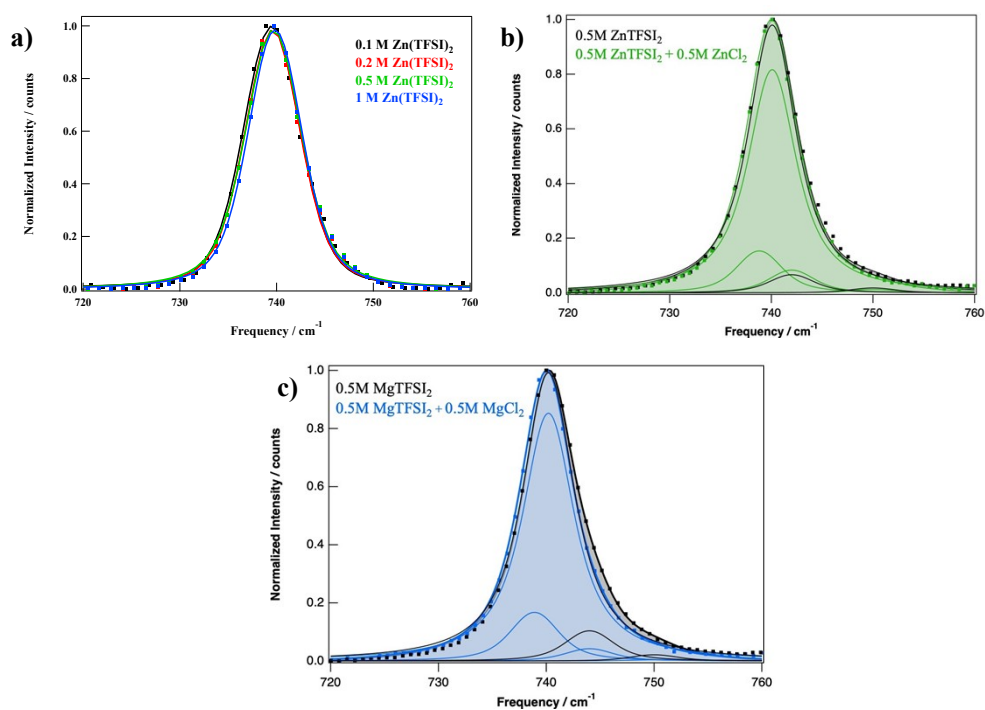 a)
1.0
0.8
0.6
0.4
0.2
0.0
720
730
740
750
760
Normalized Intensity / counts
Frequency / cm-1
0.1 M Zn(TFSI)2
0.2 M Zn(TFSI)2
0.5 M Zn(TFSI)2
1 M Zn(TFSI)2
b)
1.0
0.8
0.6
0.4
0.2
0.0
720
730
740
750
760
Normalized Intensity / counts
Frequency / cm-1
0.5M ZnTFSI2
0.5M ZnTFSI2 + 0.5M ZnCl2
c)
1.0
0.8
0.6
0.4
0.2
0.0
720
730
740
750
760
Normalized Intensity / counts
Frequency / cm-1
0.5M MgTFSI2
0.5M MgTFSI2 + 0.5M MgCl2